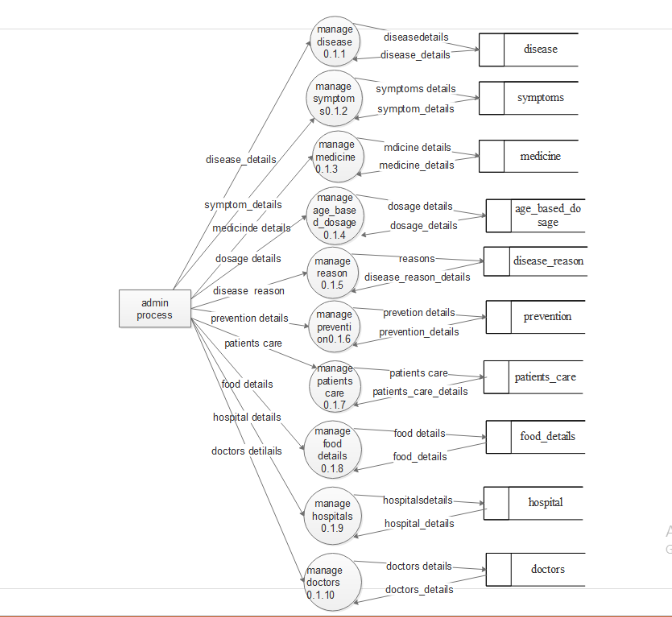 manage
disease
0.1.1
diseasedetails
disease_details
disease
manage
symptom
s0.1.2
symptoms details
symptom_details
symptoms
disease_details
manage
medicine
0.1.3
mdicine details
medicine_details
medicine
symptom_details
medicinde details
manage
age_base
d_dosage
0.1.4
dosage details
dosage_details
age_based_do
sage
dosage details
manage
reason
0.1.5
reasons
disease_reason_details
disease_reason
disease reason
admin
process
prevention details
manage
preventi
on0.1.6
prevetion details
prevention_details
prevention
patients care
manage
patients
care
0.1.7
patients care
patients_care_details
patients_care
food details
hospital details
manage
food
details
0.1.8
food details
food_details
food_details
doctors detilails
manage
hospitals
0.1.9
hospitalsdetails
hospital_details
hospital
manage
doctors
0.1.10
doctors details
doctors_details
doctors